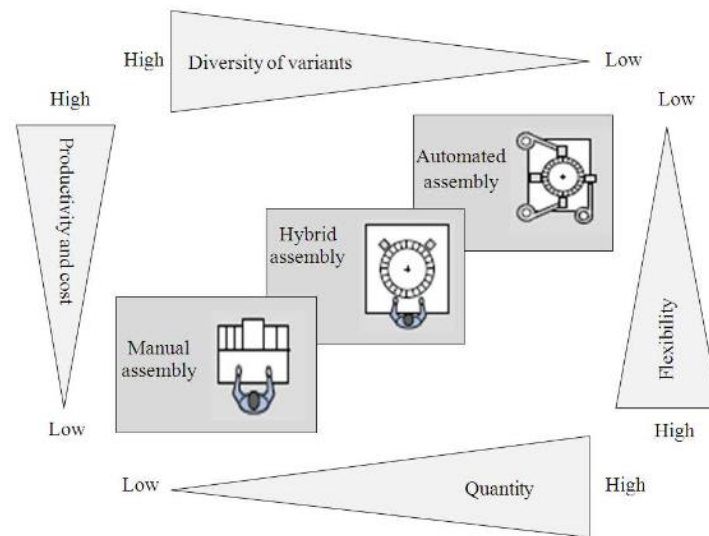 High
Diversity of variants
Low
High
Low
Productivity and cost
Automated
assembly
Hybrid
assembly
Manual
assembly
Flexibility
Low
High
Low
Quantity
High